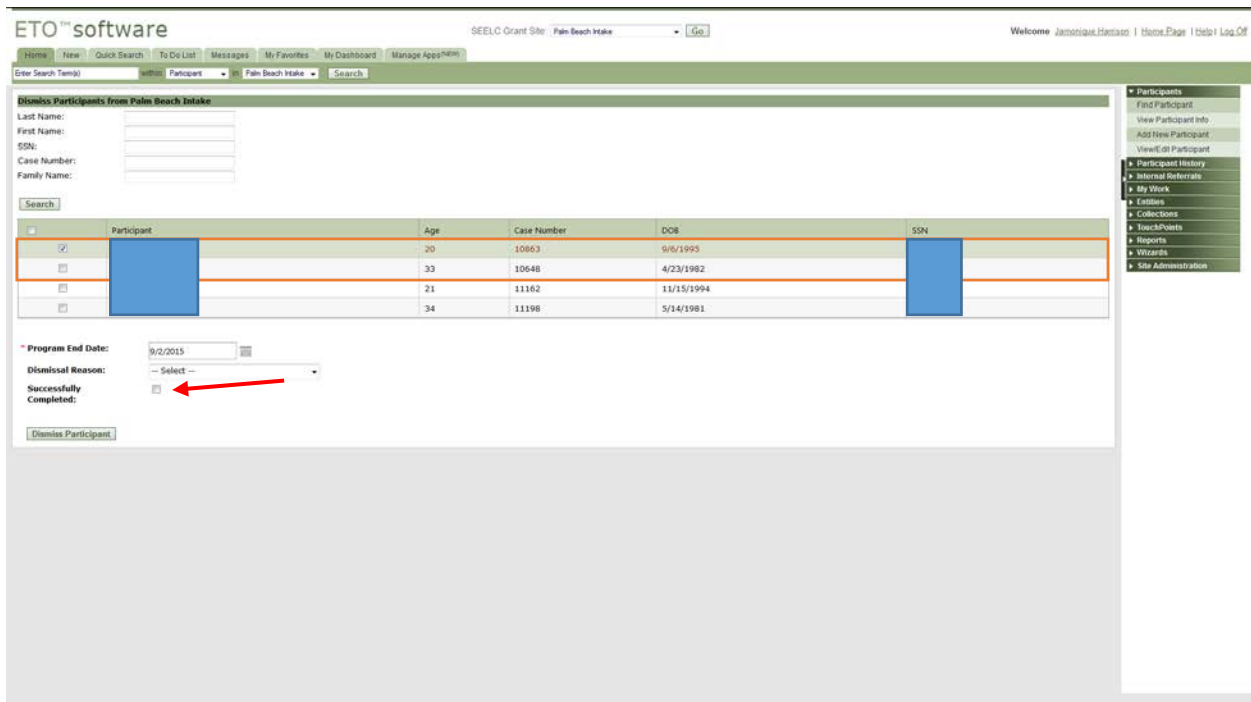 ETO™software
SEELC Grant Site: Palm Beach Intake Go
Welcome Jamonique Harrison | Home Page | Help | Log Off
Home New Quick Search To Do List Messages My Favorites My Dashboard Manage Apps(NEW)
Enter Search Term(s) within Participant in Palm Beach Intake Search
Dismiss Participants from Palm Beach Intake
Last Name:
First Name:
SSN:
Case Number:
Family Name:
Search
Participant Age Case Number DOB SSN
20 10863 9/6/1995
33 10648 4/23/1982
21 11162 11/15/1994
34 11198 5/14/1981
* Program End Date: 9/2/2015
Dismissal Reason: -- Select --
Successfully
Completed:
Dismiss Participant
Participants
Find Participant
View Participant Info
Add New Participant
View/Edit Participant
Participant History
Internal Referrals
My Work
Entities
Collections
TouchPoints
Reports
Wizards
Site Administration